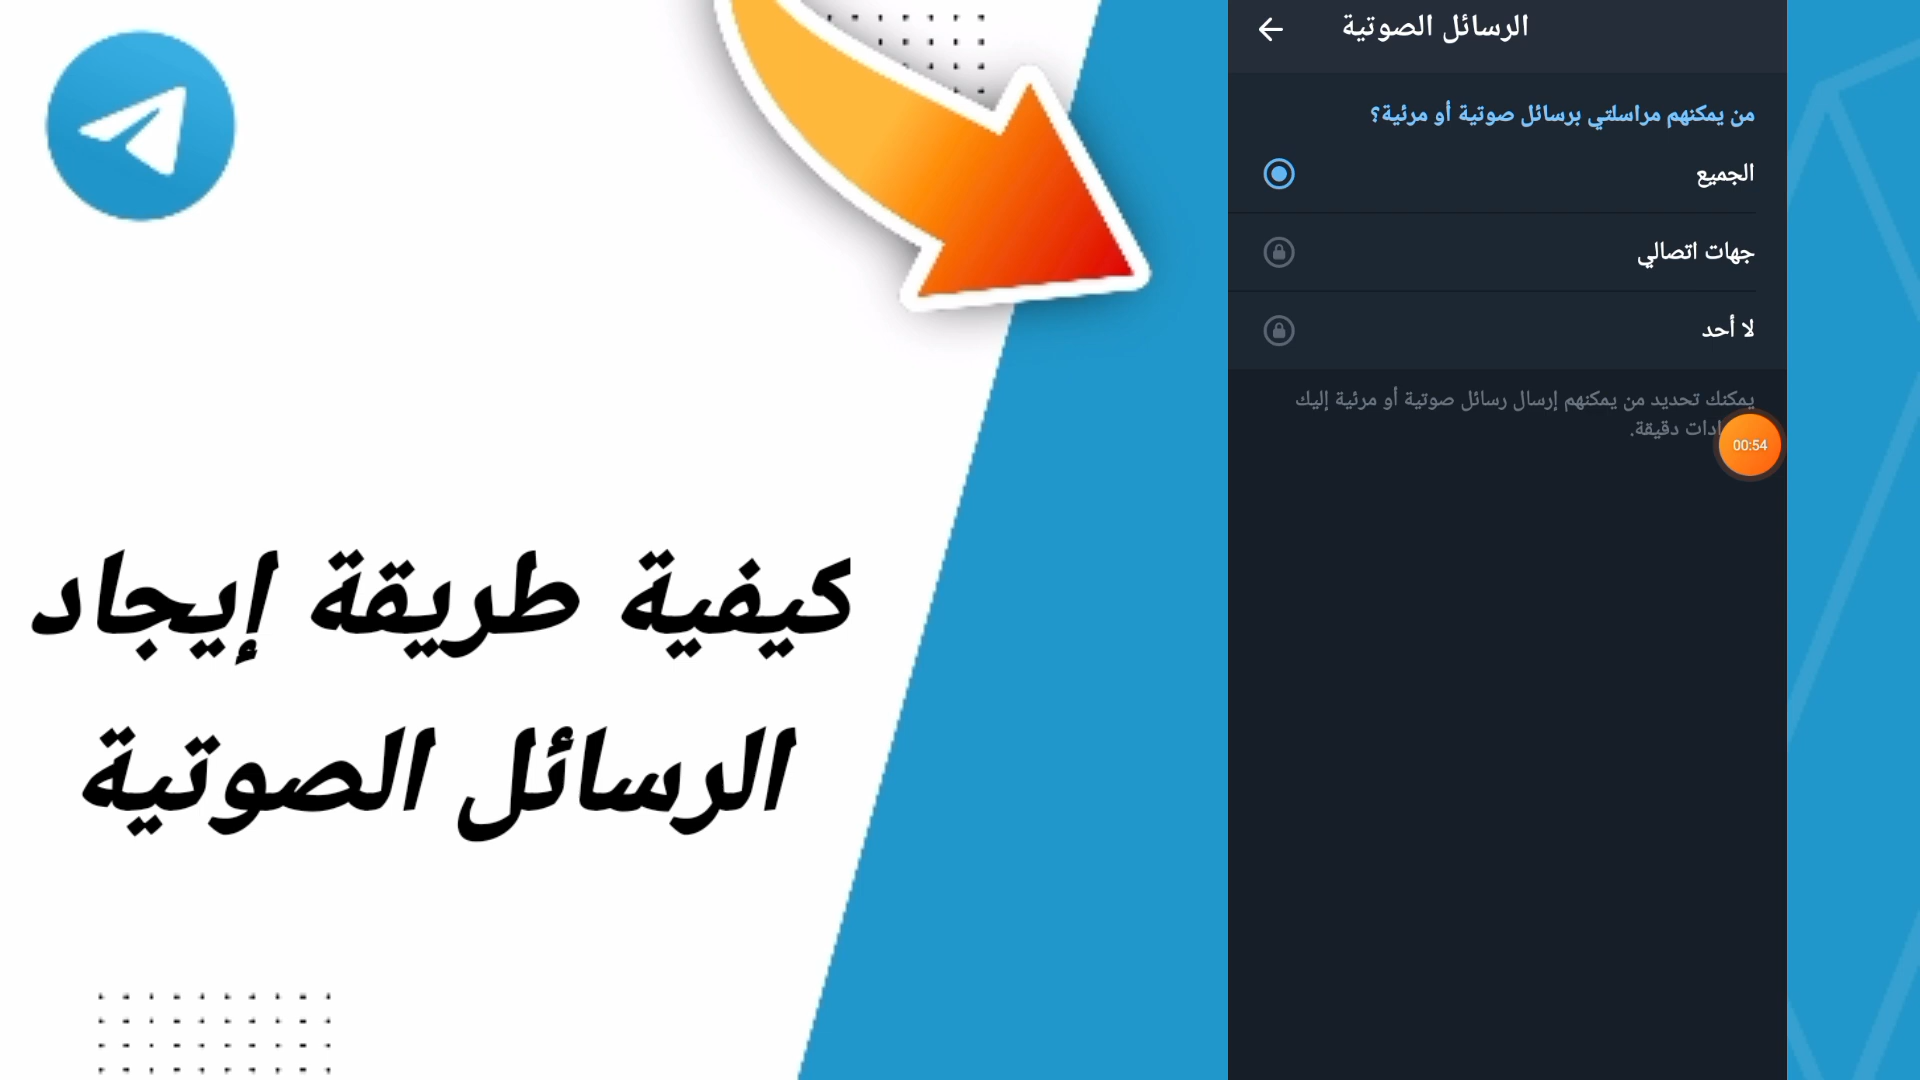 كيفية طريقة إيجاد
الرسائل الصوتية
الرسائل الصوتية
من يمكنهم مراسلتي برسائل صوتية أو مرئية؟
الجميع
جهات اتصالي
لا أحد
يمكنك تحديد من يمكنهم إرسال رسائل صوتية أو مرئية إليك
دقيقة.
00:54